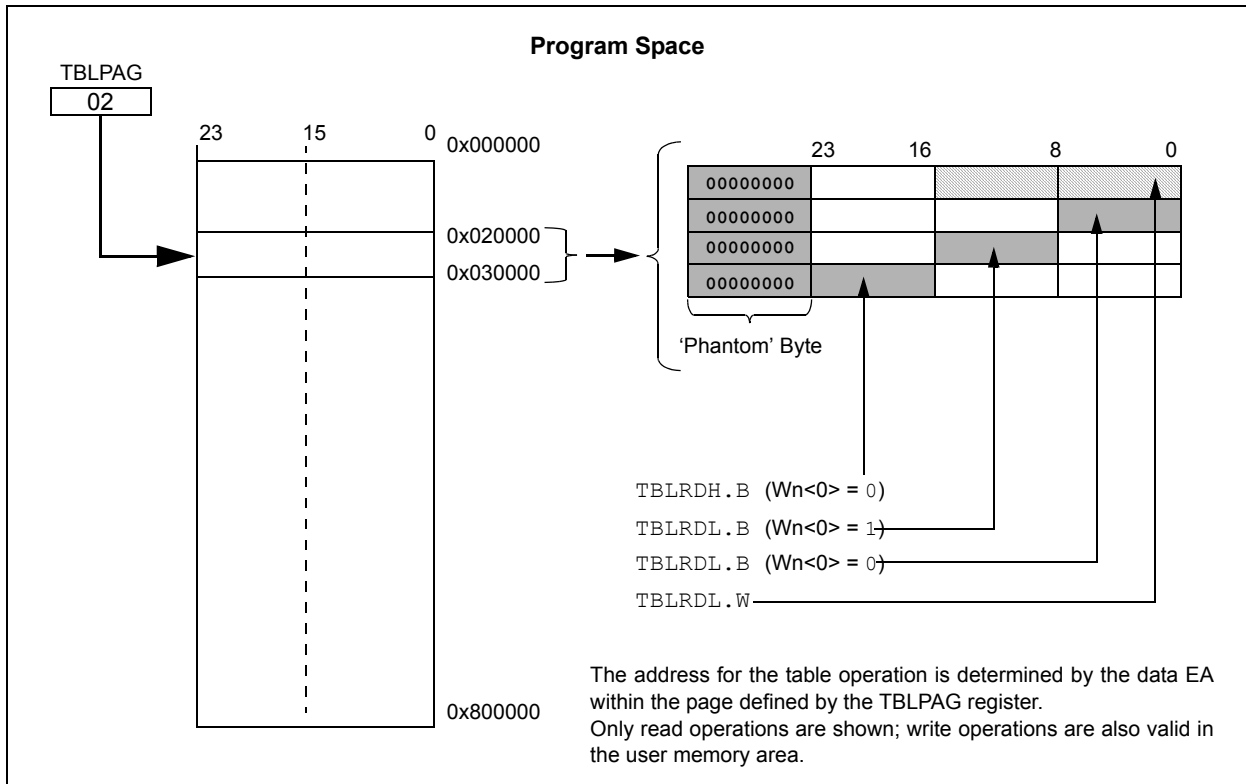 Program Space
TBLPAG
02
23 15 0
0x000000
0x020000
0x030000
0x800000
23 16 8 0
00000000
00000000
00000000
00000000
‘Phantom’ Byte
TBLRDH.B (Wn<0> = 0)
TBLRDL.B (Wn<0> = 1)
TBLRDL.B (Wn<0> = 0)
TBLRDL.W
The address for the table operation is determined by the data EA
within the page defined by the TBLPAG register.
Only read operations are shown; write operations are also valid in
the user memory area.